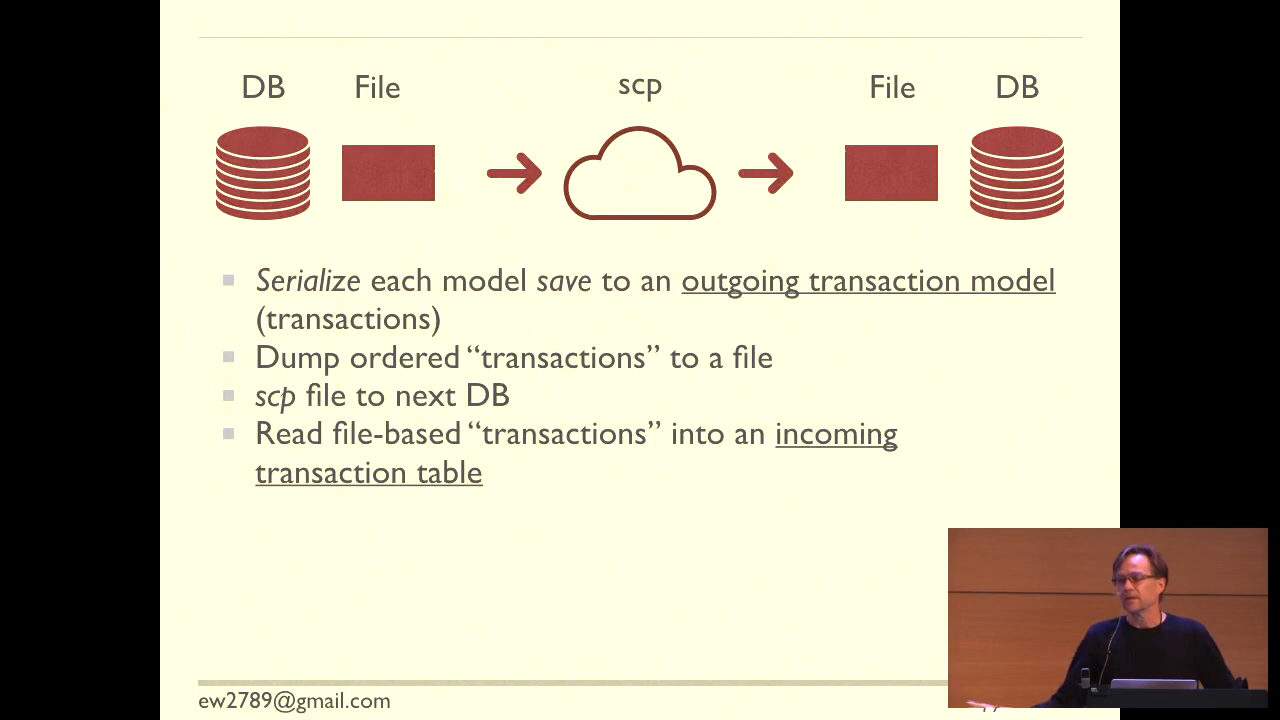 DB File scp File DB
Serialize each model save to an outgoing transaction model
(transactions)
Dump ordered “transactions” to a file
scp file to next DB
Read file-based “transactions” into an incoming
transaction table
ew2789@gmail.com